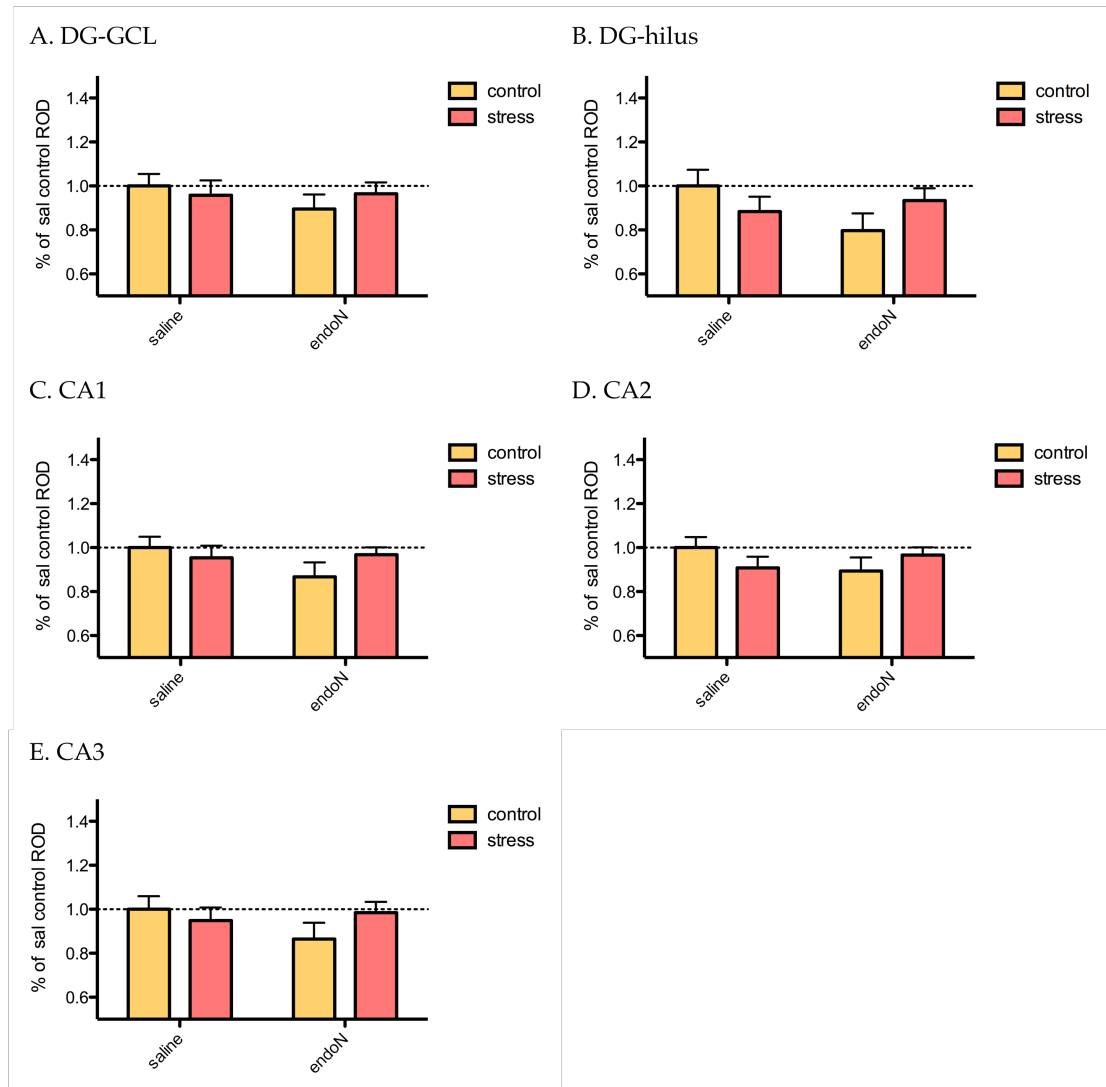 A. DG-GCL
% of sal control ROD
1.4
1.2
1.0
0.8
0.6
saline
endoN
control
stress
B. DG-hilus
% of sal control ROD
1.4
1.2
1.0
0.8
0.6
saline
endoN
control
stress
C. CA1
% of sal control ROD
1.4
1.2
1.0
0.8
0.6
saline
endoN
control
stress
D. CA2
% of sal control ROD
1.4
1.2
1.0
0.8
0.6
saline
endoN
control
stress
E. CA3
% of sal control ROD
1.4
1.2
1.0
0.8
0.6
saline
endoN
control
stress